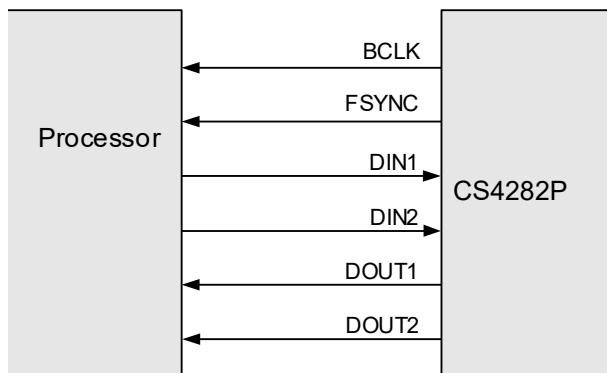 BCLK
FSYNC
Processor
DIN1
CS4282P
DIN2
DOUT1
DOUT2